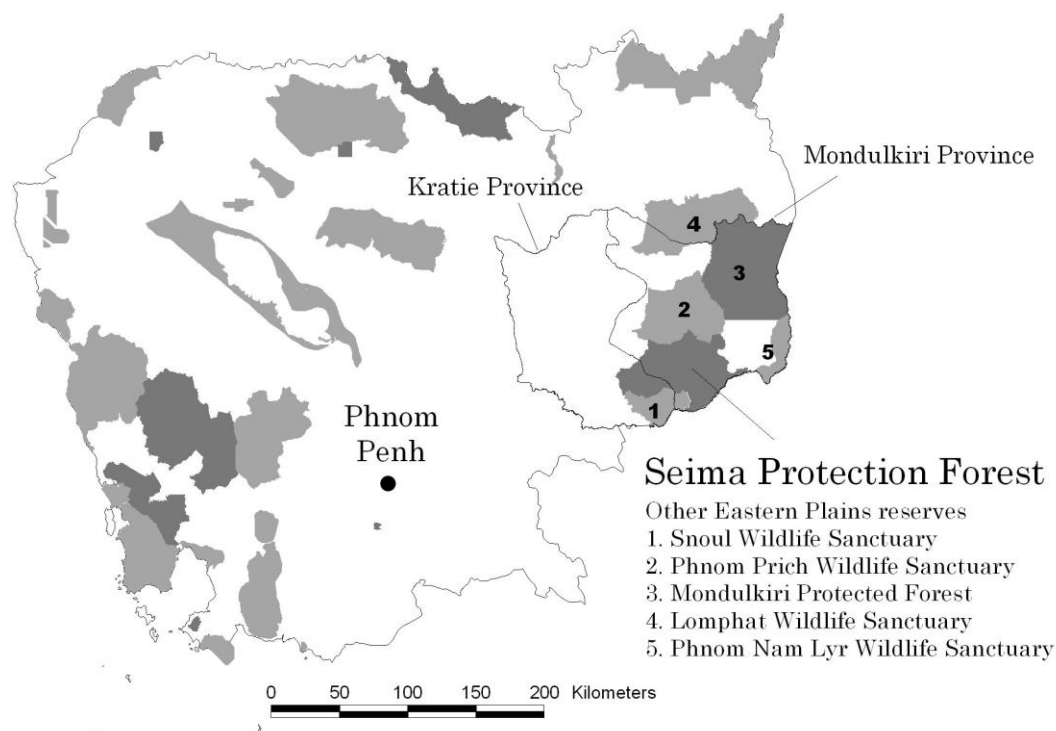 Mondulkiri Province
Kratie Province
4
3
2
5
1
Phnom
Penh
Seima Protection Forest
Other Eastern Plains reserves
1. Snoul Wildlife Sanctuary
2. Phnom Prich Wildlife Sanctuary
3. Mondulkiri Protected Forest
4. Lomphat Wildlife Sanctuary
5. Phnom Nam Lyr Wildlife Sanctuary
0 50 100 150 200 Kilometers